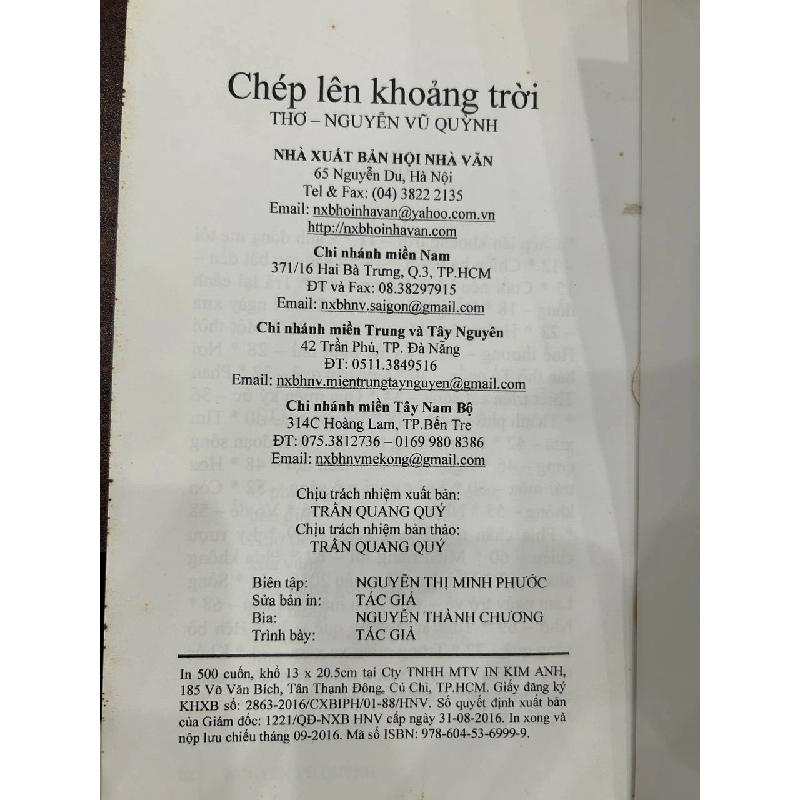 Chép lên khoảng trời
THƠ – NGUYỄN VŨ QUỲNH
NHÀ XUẤT BẢN HỘI NHÀ VĂN
65 Nguyễn Du, Hà Nội
Tel & Fax: (04) 3822 2135
Email: nxbhoinhavan@yahoo.com.vn
http://nxbhoinhavan.com
Chi nhánh miền Nam
371/16 Hai Bà Trưng, Q.3, TP.HCM
ĐT và Fax: 08.38297915
Email: nxbhnv.saigon@gmail.com
Chi nhánh miền Trung và Tây Nguyên
42 Trần Phú, TP. Đà Nẵng
ĐT: 0511.3849516
Email: nxbhnv.mientrungtaynguyen@gmail.com
Chi nhánh miền Tây Nam Bộ
314C Hoàng Lam, TP.Bến Tre
ĐT: 075.3812736 – 0169 980 8386
Email: nxbhnvmekong@gmail.com
Chịu trách nhiệm xuất bản:
TRẦN QUANG QUÝ
Chịu trách nhiệm bản thảo:
TRẦN QUANG QUÝ
Biên tập: NGUYỄN THỊ MINH PHƯỚC
Sửa bản in: TÁC GIẢ
Bìa: NGUYỄN THÀNH CHƯƠNG
Trình bày: TÁC GIẢ
In 500 cuốn, khổ 13 x 20.5cm tại Cty TNHH MTV IN KIM ANH,
185 Võ Văn Bích, Tân Thạnh Đông, Củ Chi, TP.HCM. Giấy đăng ký
KHXB số: 2863-2016/CXBIPH/01-88/HNV. Số quyết định xuất bản
của Giám đốc: 1221/QĐ-NXB HNV cấp ngày 31-08-2016. In xong và
nộp lưu chiểu tháng 09-2016. Mã số ISBN: 978-604-53-6999-9.